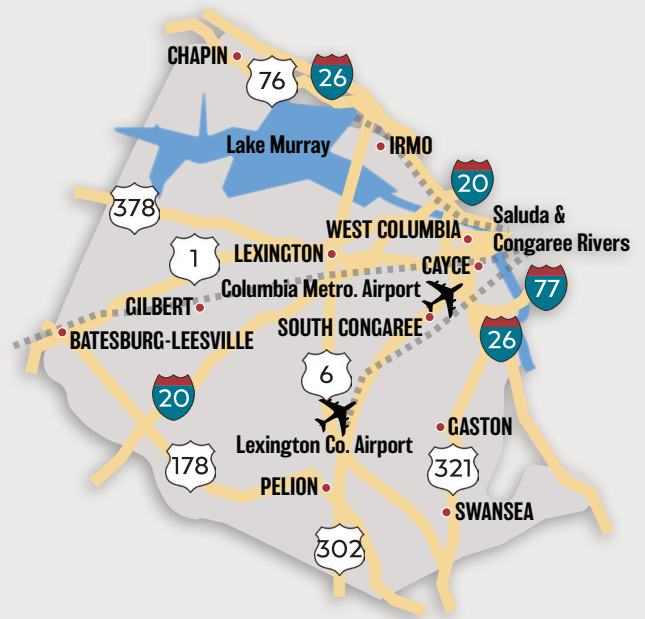 CHAPIN
76
26
Lake Murray
IRMO
20
378
Saluda &
Congaree Rivers
WEST COLUMBIA
1
LEXINGTON
CAYCE
77
Columbia Metro. Airport
GILBERT
SOUTH CONGAREE
BATESBURG-LEESVILLE
26
6
20
GASTON
Lexington Co. Airport
178
321
PELION
SWANSEA
302